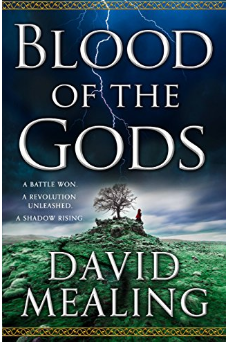 BLOOD
OF THE
GODS
A BATTLE WON.
A REVOLUTION
UNLEASHED.
A SHADOW RISING.
DAVID
MEALING